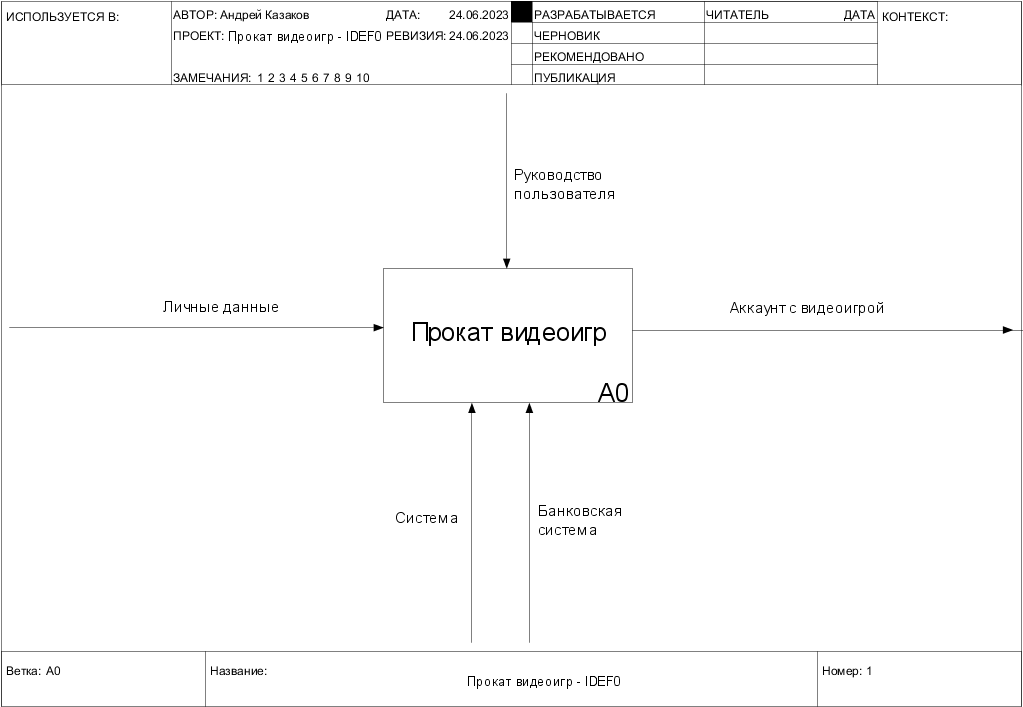 ИСПОЛЬЗУЕТСЯ В:
АВТОР: Андрей Казаков ДАТА: 24.06.2023
ПРОЕКТ: Прокат видеоигр - IDEF0 РЕВИЗИЯ: 24.06.2023
ЗАМЕЧАНИЯ: 1 2 3 4 5 6 7 8 9 10
РАЗРАБАТЫВАЕТСЯ
ЧЕРНОВИК
РЕКОМЕНДОВАНО
ПУБЛИКАЦИЯ
ЧИТАТЕЛЬ ДАТА
КОНТЕКСТ:
Руководство
пользователя
Личные данные
Аккаунт с видеоигрой
Прокат видеоигр
A0
Система
Банковская
система
Ветка: A0
Название:
Прокат видеоигр - IDEF0
Номер: 1